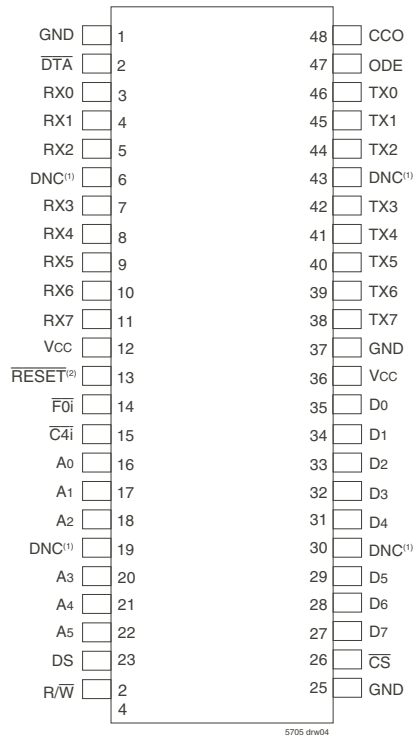 GND 1 48 CCO
D̅T̅A̅ 2 47 ODE
RX0 3 46 TX0
RX1 4 45 TX1
RX2 5 44 TX2
DNC(1) 6 43 DNC(1)
RX3 7 42 TX3
RX4 8 41 TX4
RX5 9 40 TX5
RX6 10 39 TX6
RX7 11 38 TX7
VCC 12 37 GND
R̅E̅S̅E̅T̅(2) 13 36 VCC
F̅0̅i̅ 14 35 D0
C̅4̅i̅ 15 34 D1
A0 16 33 D2
A1 17 32 D3
A2 18 31 D4
DNC(1) 19 30 DNC(1)
A3 20 29 D5
A4 21 28 D6
A5 22 27 D7
DS 23 26 C̅S̅
R/W̅ 2 25 GND
4
5705 drw04